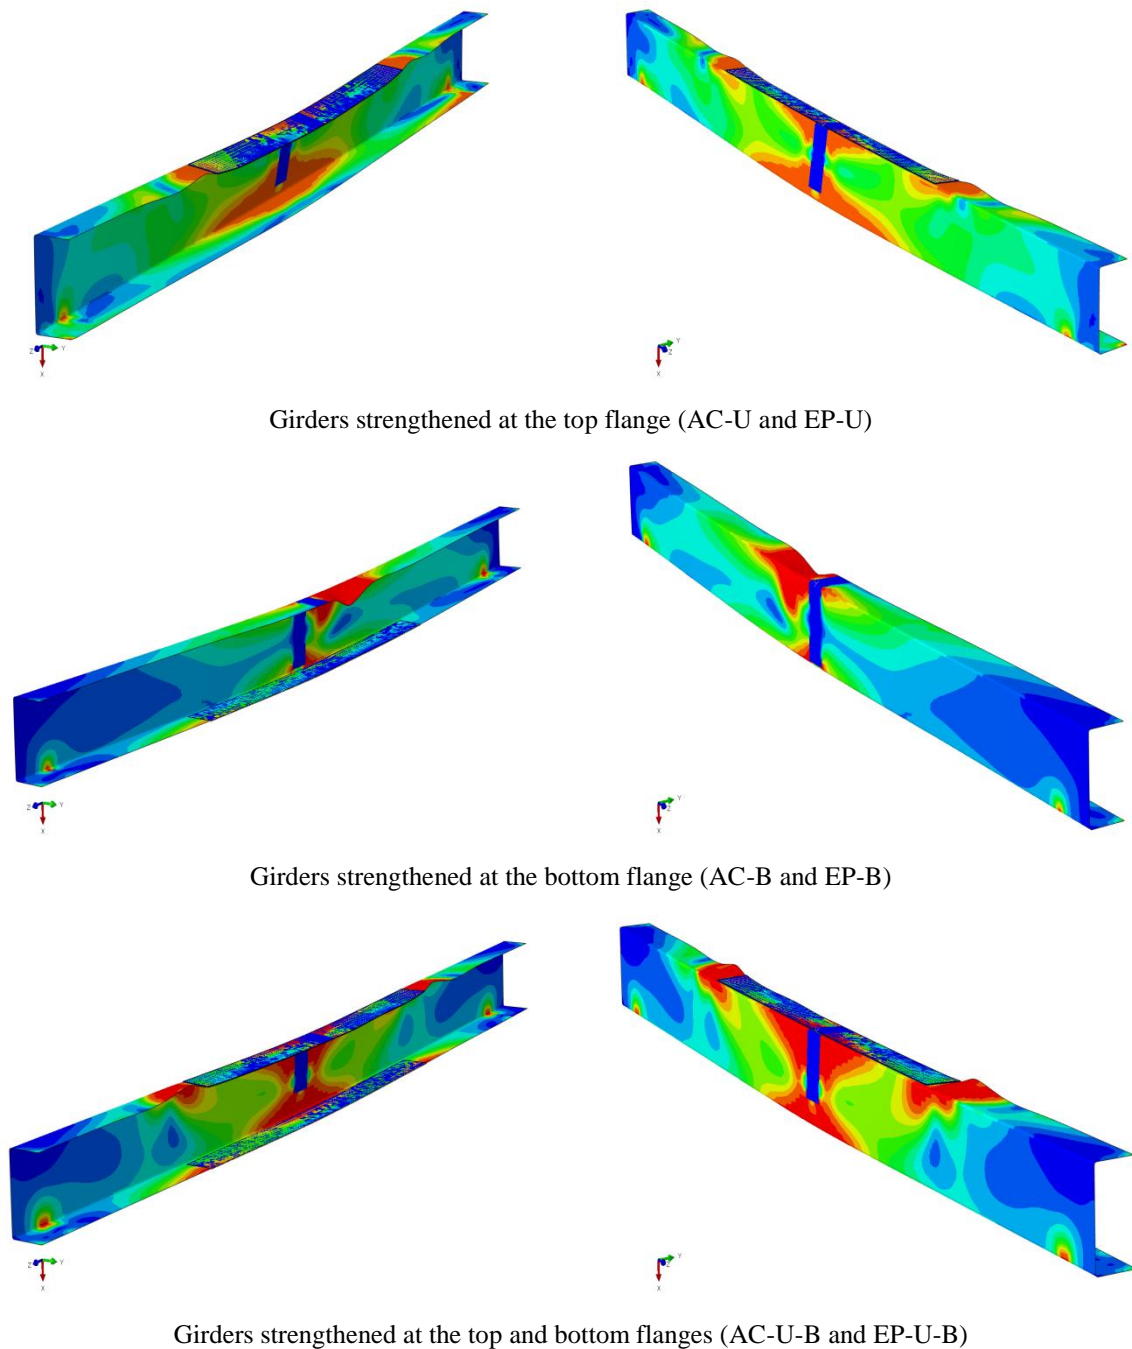 Z Y X
Z Y X
Girders strengthened at the top flange (AC-U and EP-U)
Z Y X
Z Y X
Girders strengthened at the bottom flange (AC-B and EP-B)
Z Y X
Z Y X
Girders strengthened at the top and bottom flanges (AC-U-B and EP-U-B)